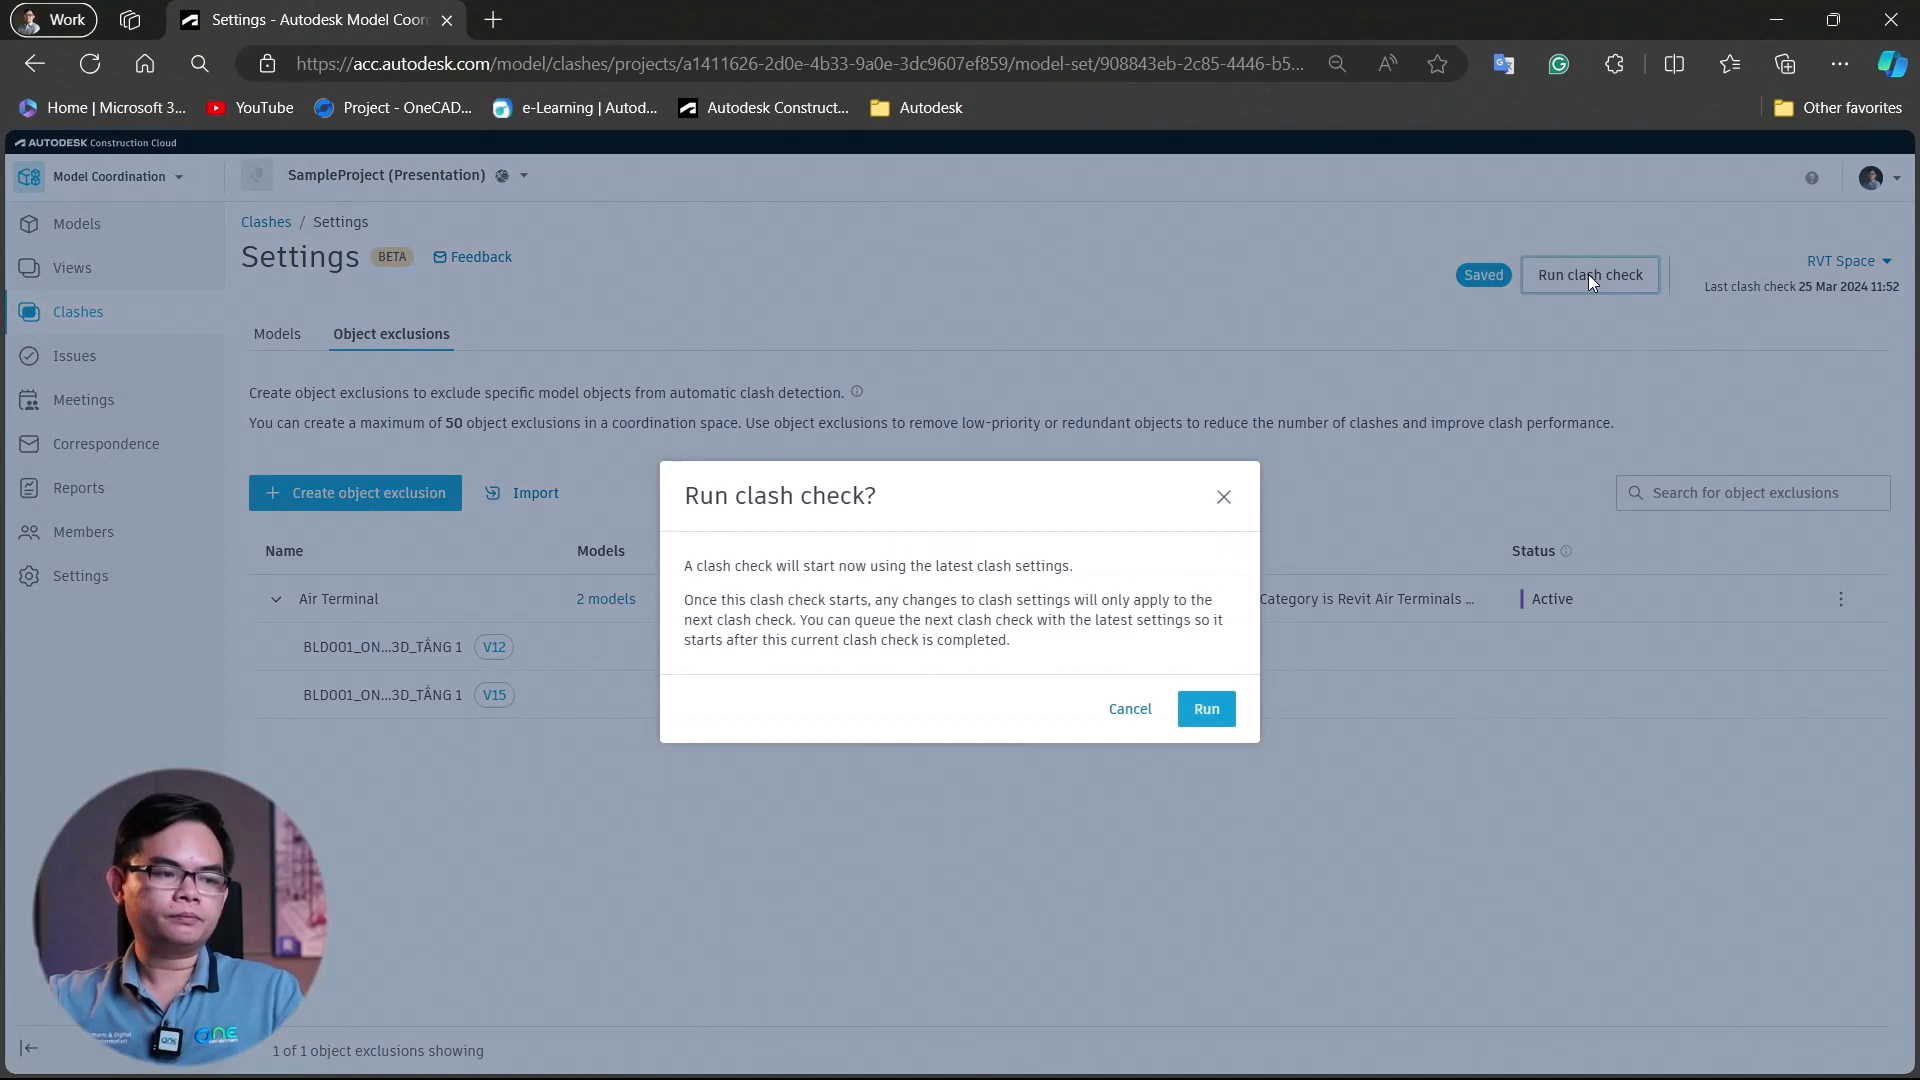 Work
Settings - Autodesk Model Coor
https://acc.autodesk.com/model/clashes/projects/a1411626-2d0e-4b33-9a0e-3dc9607ef859/model-set/908843eb-2c85-4446-b5...
Home | Microsoft 3...
YouTube
Project - OneCAD...
e-Learning | Autod...
Autodesk Construct...
Autodesk
Other favorites
AUTODESK Construction Cloud
Model Coordination
SampleProject (Presentation)
Models
Views
Clashes
Issues
Meetings
Correspondence
Reports
Members
Settings
Clashes / Settings
Settings BETA Feedback
Saved
Run clash check
RVT Space
Last clash check 25 Mar 2024 11:52
Models
Object exclusions
Create object exclusions to exclude specific model objects from automatic clash detection.
You can create a maximum of 50 object exclusions in a coordination space. Use object exclusions to remove low-priority or redundant objects to reduce the number of clashes and improve clash performance.
+ Create object exclusion
Import
Search for object exclusions
Name
Models
Status
Air Terminal
2 models
Category is Revit Air Terminals ...
Active
BLD001_ON...3D_TẦNG 1 V12
BLD001_ON...3D_TẦNG 1 V15
Run clash check?
A clash check will start now using the latest clash settings.
Once this clash check starts, any changes to clash settings will only apply to the
next clash check. You can queue the next clash check with the latest settings so it
starts after this current clash check is completed.
Cancel
Run
1 of 1 object exclusions showing